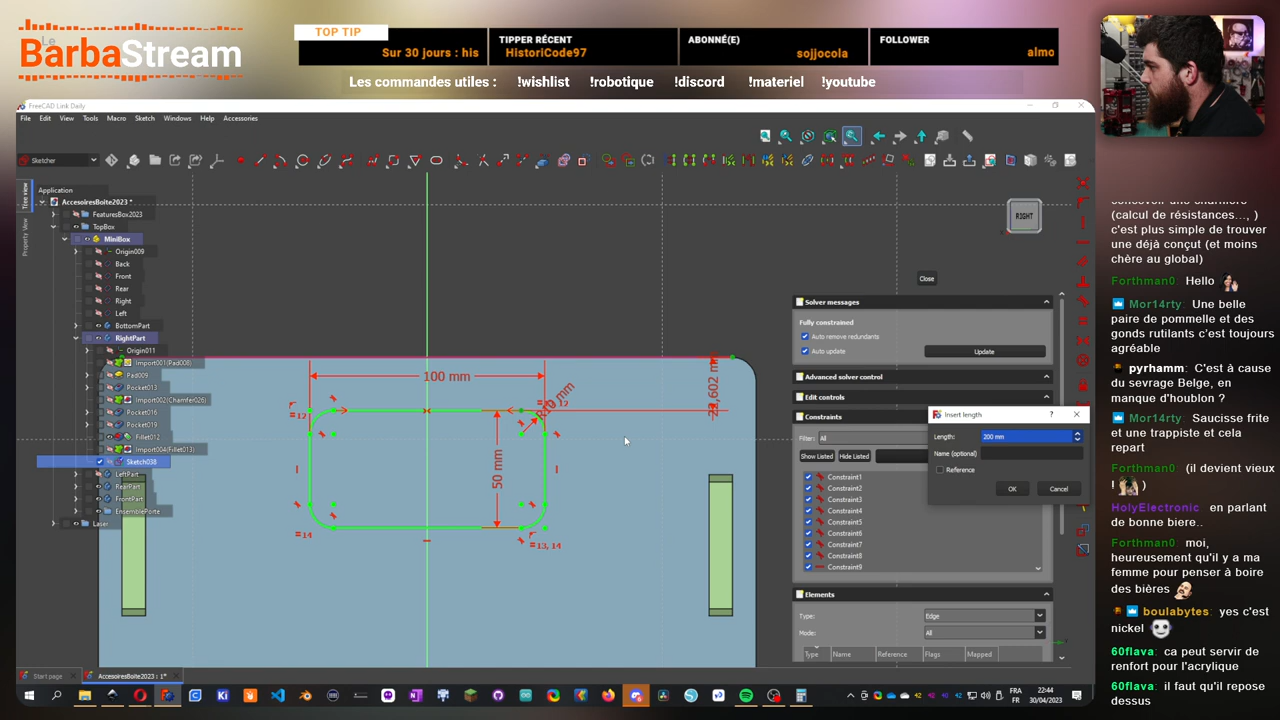 Le
BarbaStream
TOP TIP
Sur 30 jours : his
TIPPER RÉCENT
HistoriCode97
ABONNÉ(E)
sojjocola
FOLLOWER
almo
Les commandes utiles :
!wishlist
!robotique
!discord
!materiel
!youtube
FreeCAD Link Daily
File
Edit
View
Tools
Macro
Sketch
Windows
Help
Accessories
Sketcher
Tree view
Property View
Application
AccesoiresBoite2023 *
FeaturesBox2023
TopBox
MiniBox
Origin009
Back
Front
Rear
Right
Left
BottomPart
RightPart
Origin011
Import001(Pad008)
Pad009
Pocket013
Import002(Chamfer026)
Pocket016
Pocket019
Fillet012
Import004(Fillet013)
Sketch038
LeftPart
RearPart
FrontPart
EnsemblePorte
Laser
100 mm
50 mm
=12
=14
=13, 14
RIGHT
Close
Solver messages
Fully constrained
Auto remove redundants
Auto update
Update
Advanced solver control
Edit controls
Constraints
Filter:
All
Show Listed
Hide Listed
Constraint1
Constraint2
Constraint3
Constraint4
Constraint5
Constraint6
Constraint7
Constraint8
Constraint9
Elements
Type:
Edge
Mode:
All
Type
Name
Reference
Flags
Mapped
Insert length
?
Length:
200 mm
Name (optional)
Reference
OK
Cancel
Start page
AccesoiresBoite2023 : 1*
FRA
FR
22:44
30/04/2023
concevoir une charnière
(calcul de résistances..., )
c'est plus simple de trouver
une déjà conçut (et moins
chère au global)
Forthman0: Hello
Mor14rty: Une belle
paire de pommelle et des
gonds rutilants c'est toujours
agréable
pyrhamm: C'est à cause
du sevrage Belge, en
manque d'houblon ?
Mor14rty: Saucisse frite
et une trappiste et cela
repart
Forthman0: (il devient vieux
!
HolyElectronic: en parlant
de bonne biere..
Forthman0: moi,
heureusement qu'il y a ma
femme pour penser à boire
des bières
boulabytes: yes c'est
nickel
60flava: ca peut servir de
renfort pour l'acrylique
60flava: il faut qu'il repose
dessus